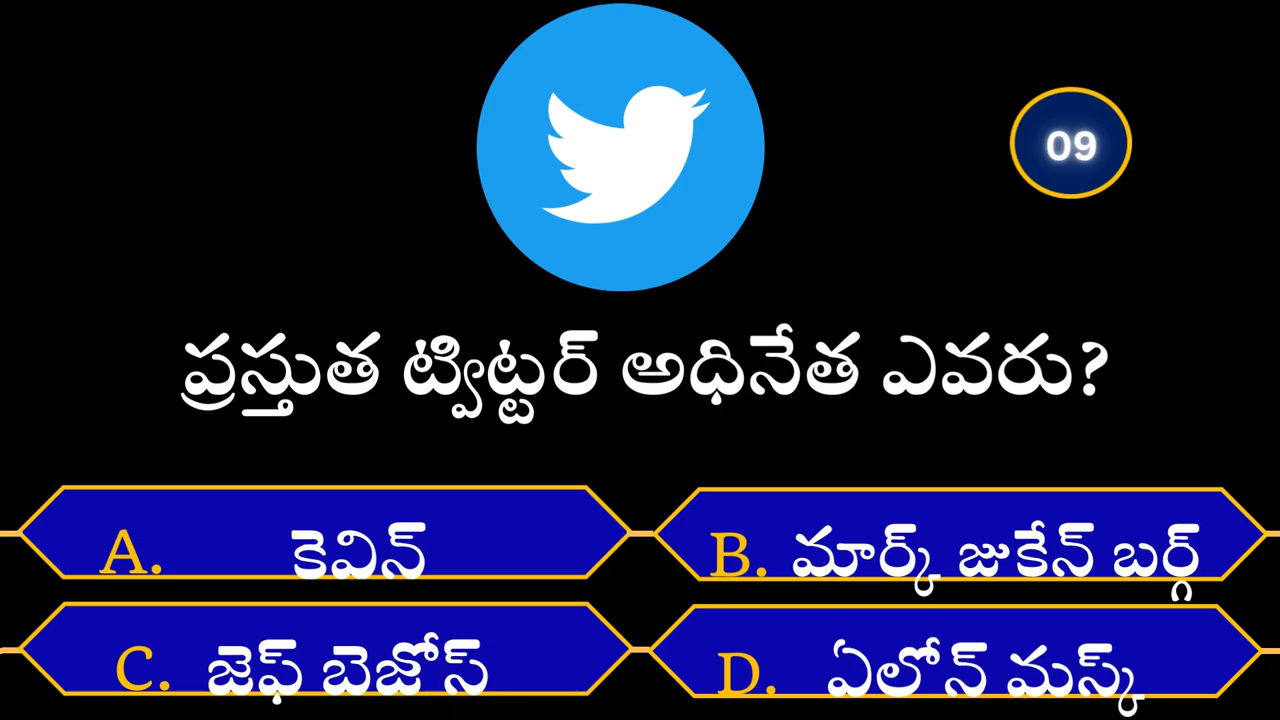 09
ప్రస్తుత ట్విట్టర్ అధినేత ఎవరు?
A. కెవిన్
B. మార్క్ జుకేన్ బర్గ్
C. జెఫ్ బెజోస్
D. ఏలోన్ మస్క్